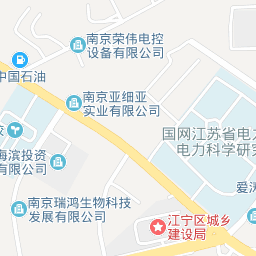 南京荣伟电控
设备有限公司
中国石油
南京亚细亚
实业有限公司
国网江苏省电力
电力科学研究
海滨投资
有限公司
爱涛
南京瑞鸿生物科技
发展有限公司
江宁区城乡
建设局